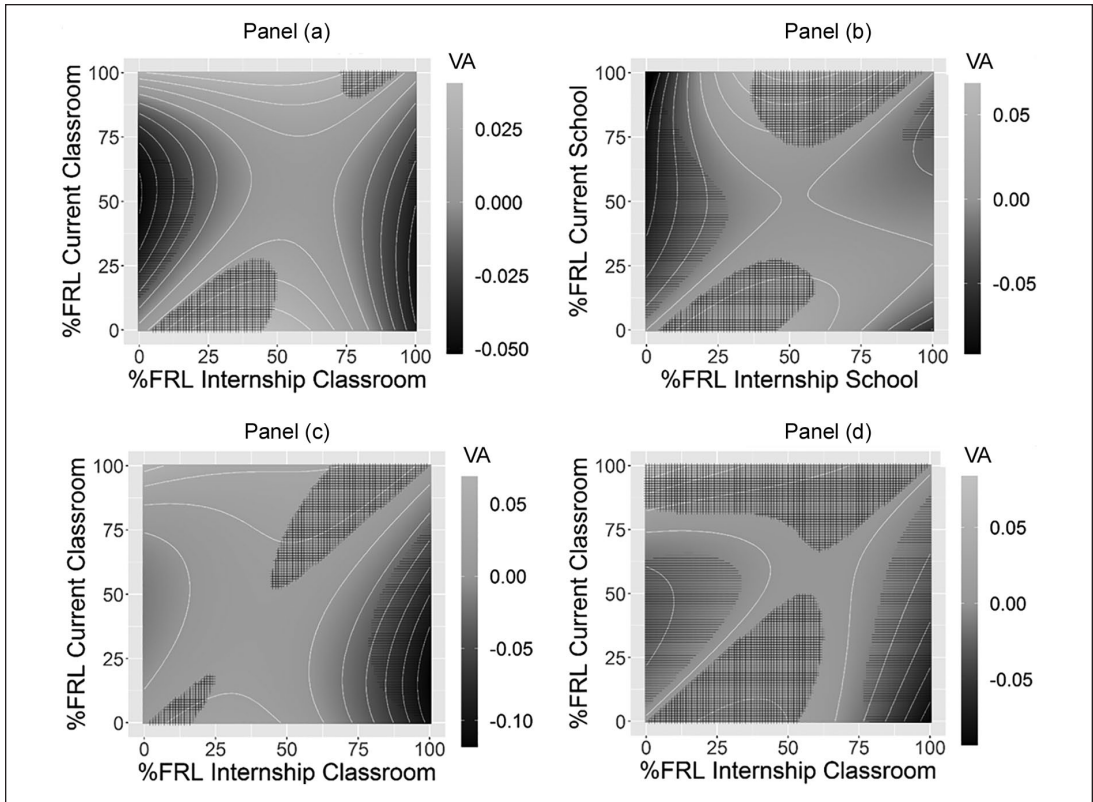 Panel (a)
VA
%FRL Current Classroom
100
75
50
25
0
0.025
0.000
-0.025
-0.050
0 25 50 75 100
%FRL Internship Classroom
Panel (b)
VA
%FRL Current School
100
75
50
25
0
0.05
0.00
-0.05
0 25 50 75 100
%FRL Internship School
Panel (c)
VA
%FRL Current Classroom
100
75
50
25
0
0.05
0.00
-0.05
-0.10
0 25 50 75 100
%FRL Internship Classroom
Panel (d)
VA
%FRL Current Classroom
100
75
50
25
0
0.05
0.00
-0.05
0 25 50 75 100
%FRL Internship Classroom